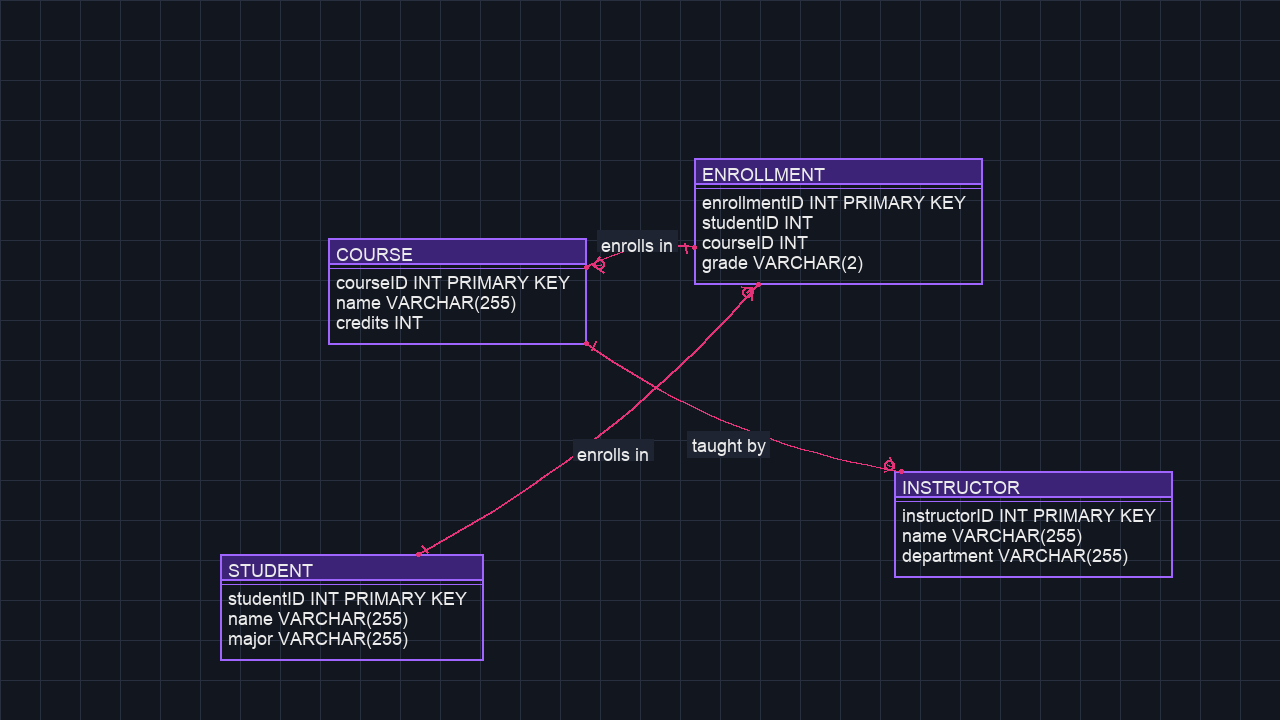 ENROLLMENT
enrollmentID INT PRIMARY KEY
studentID INT
courseID INT
grade VARCHAR(2)
enrolls in
COURSE
courseID INT PRIMARY KEY
name VARCHAR(255)
credits INT
enrolls in
taught by
INSTRUCTOR
instructorID INT PRIMARY KEY
name VARCHAR(255)
department VARCHAR(255)
STUDENT
studentID INT PRIMARY KEY
name VARCHAR(255)
major VARCHAR(255)